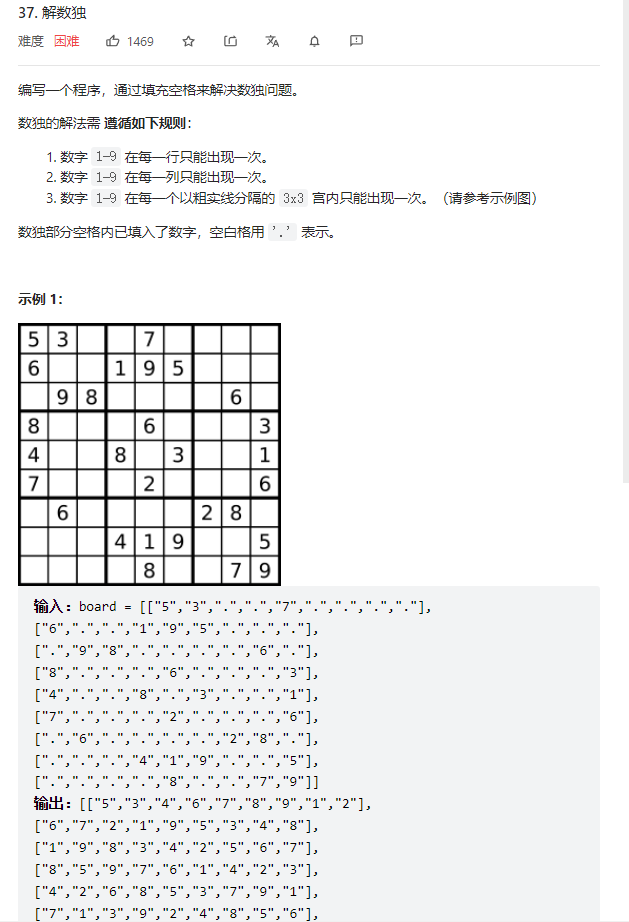 37. 解数独
难度 困难 1469
编写一个程序，通过填充空格来解决数独问题。
数独的解法需 遵循如下规则：
1. 数字 1-9 在每一行只能出现一次。
2. 数字 1-9 在每一列只能出现一次。
3. 数字 1-9 在每一个以粗实线分隔的 3x3 宫内只能出现一次。（请参考示例图）
数独部分空格内已填入了数字，空白格用 '.' 表示。
示例 1：
5 3 7
6 1 9 5
9 8 6
8 6 3
4 8 3 1
7 2 6
6 2 8
4 1 9 5
8 7 9
输入：board = [["5","3",".",".","7",".",".",".","."],
["6",".",".","1","9","5",".",".","."],
[".","9","8",".",".",".",".","6","."],
["8",".",".",".","6",".",".",".","3"],
["4",".",".","8",".","3",".",".","1"],
["7",".",".",".","2",".",".",".","6"],
[".","6",".",".",".",".","2","8","."],
[".",".",".","4","1","9",".",".","5"],
[".",".",".",".","8",".",".","7","9"]]
输出：[["5","3","4","6","7","8","9","1","2"],
["6","7","2","1","9","5","3","4","8"],
["1","9","8","3","4","2","5","6","7"],
["8","5","9","7","6","1","4","2","3"],
["4","2","6","8","5","3","7","9","1"],
["7","1","3","9","2","4","8","5","6"],